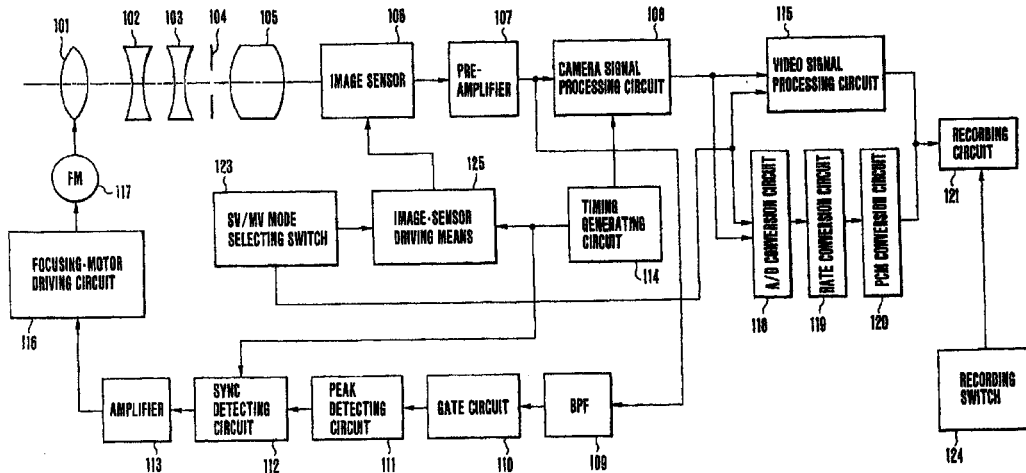 101
102
103
104
105
106
107
108
115
IMAGE SENSOR
PRE-
AMPLIFIER
CAMERA SIGNAL
PROCESSING CIRCUIT
VIDEO SIGNAL
PROCESSING CIRCUIT
FM
117
123
125
RECORDING
CIRCUIT
121
SV/MV MODE
SELECTING SWITCH
IMAGE-SENSOR
DRIVING MEANS
TIMING
GENERATING
CIRCUIT
114
A/D CONVERSION CIRCUIT
RATE CONVERSION CIRCUIT
PCM CONVERSION CIRCUIT
118
119
120
FOCUSING-MOTOR
DRIVING CIRCUIT
116
AMPLIFIER
113
SYNC
DETECTING
CIRCUIT
112
PEAK
DETECTING
CIRCUIT
111
GATE CIRCUIT
110
BPF
109
RECORDING
SWITCH
124